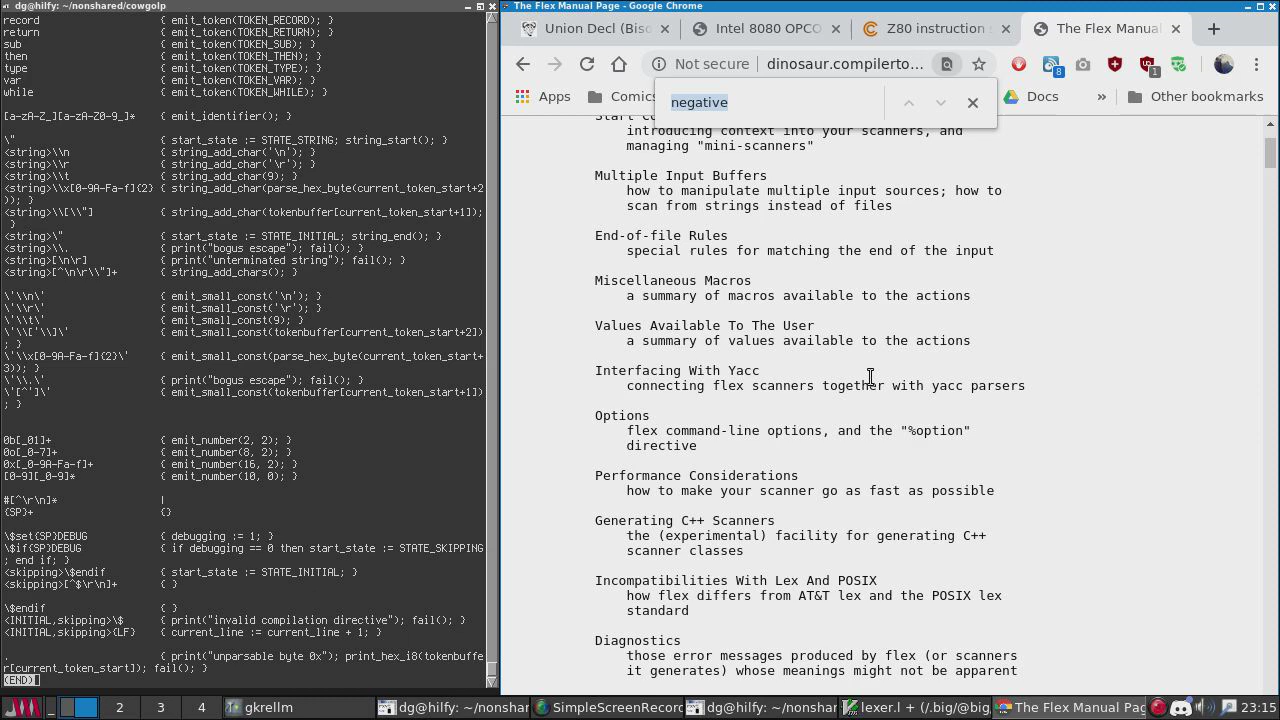 dg@hilfy: ~/nonshared/cowgolp
record { emit_token(TOKEN_RECORD); }
return { emit_token(TOKEN_RETURN); }
sub { emit_token(TOKEN_SUB); }
then { emit_token(TOKEN_THEN); }
type { emit_token(TOKEN_TYPE); }
var { emit_token(TOKEN_VAR); }
while { emit_token(TOKEN_WHILE); }
[a-zA-Z_][a-zA-Z0-9_]* { emit_identifier(); }
\" { start_state := STATE_STRING; string_start(); }
<string>\\n { string_add_char('\n'); }
<string>\\r { string_add_char('\r'); }
<string>\\t { string_add_char(9); }
<string>\\x[0-9A-Fa-f]{2} { string_add_char(parse_hex_byte(current_token_start+2
)); }
<string>\\[\\"] { string_add_char(tokenbuffer[current_token_start+1]);
}
<string>\" { start_state := STATE_INITIAL; string_end(); }
<string>\\. { print("bogus escape"); fail(); }
<string>[\n\r] { print("unterminated string"); fail(); }
<string>[^\n\r\\"]+ { string_add_chars(); }
\'\\n\' { emit_small_const('\n'); }
\'\\r\' { emit_small_const('\r'); }
\'\\t\' { emit_small_const(9); }
\'\\['\\]\' { emit_small_const(tokenbuffer[current_token_start+2])
; }
\'\\x[0-9A-Fa-f]{2}\' { emit_small_const(parse_hex_byte(current_token_start+
3)); }
\'\\.\' { print("bogus escape"); fail(); }
\'[^']\' { emit_small_const(tokenbuffer[current_token_start+1])
; }
0b[_01]+ { emit_number(2, 2); }
0o[_0-7]+ { emit_number(8, 2); }
0x[_0-9A-Fa-f]+ { emit_number(16, 2); }
[0-9][0-9_]* { emit_number(10, 0); }
#[^\r\n]* |
{SP}+ {}
\$set{SP}DEBUG { debugging := 1; }
\$if{SP}DEBUG { if debugging == 0 then start_state := STATE_SKIPPING
; end if; }
<skipping>\$endif { start_state := STATE_INITIAL; }
<skipping>[^$\r\n]+ { }
\$endif { }
<INITIAL,skipping>\$ { print("invalid compilation directive"); fail(); }
<INITIAL,skipping>{LF} { current_line := current_line + 1; }
. { print("unparsable byte 0x"); print_hex_i8(tokenbuffe
r[current_token_start]); fail(); }
(END)
The Flex Manual Page - Google Chrome
Union Decl (Biso
Intel 8080 OPCO
Z80 instruction s
The Flex Manual
Not secure
dinosaur.compilerto...
8
1
Apps
Comics
Docs
»
Other bookmarks
negative
Start Co
introducing context into your scanners, and
managing "mini-scanners"
Multiple Input Buffers
how to manipulate multiple input sources; how to
scan from strings instead of files
End-of-file Rules
special rules for matching the end of the input
Miscellaneous Macros
a summary of macros available to the actions
Values Available To The User
a summary of values available to the actions
Interfacing With Yacc
connecting flex scanners together with yacc parsers
Options
flex command-line options, and the "%option"
directive
Performance Considerations
how to make your scanner go as fast as possible
Generating C++ Scanners
the (experimental) facility for generating C++
scanner classes
Incompatibilities With Lex And POSIX
how flex differs from AT&T lex and the POSIX lex
standard
Diagnostics
those error messages produced by flex (or scanners
it generates) whose meanings might not be apparent
2 3 4
gkrellm
dg@hilfy: ~/nonshar
SimpleScreenRecord
dg@hilfy: ~/nonshar
lexer.l + (/.big/@big/
The Flex Manual Pag
23:15